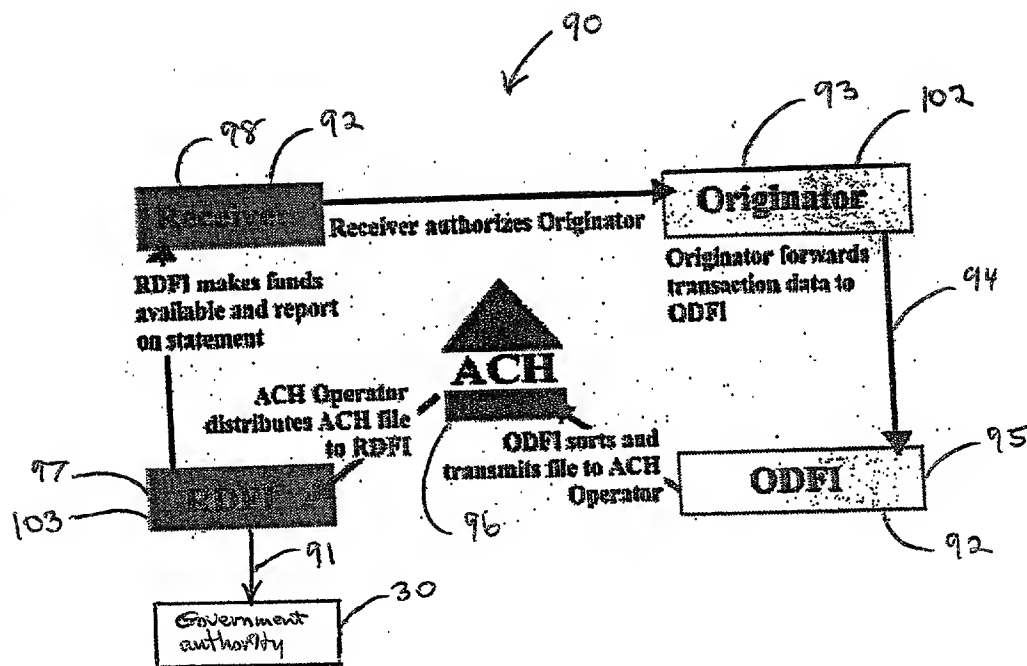 90
98
92
93
102
Receiver
Originator
Receiver authorizes Originator
RDFI makes funds
available and report
on statement
Originator forwards
transaction data to
ODFI
94
ACH
ACH Operator
distributes ACH file
to RDFI
ODFI sorts and
transmits file to ACH
Operator
97
103
RDFI
96
ODFI
95
92
91
30
Government
authority